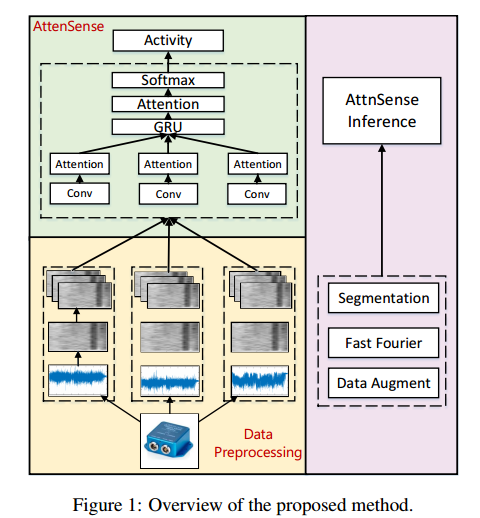 AttenSense
Activity
Softmax
Attention
GRU
Attention
Attention
Attention
Conv
Conv
Conv
AttnSense
Inference
Segmentation
Fast Fourier
Data Augment
Data
Preprocessing
Figure 1: Overview of the proposed method.